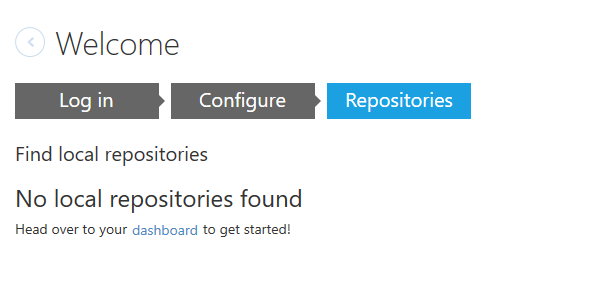 Welcome
Log in Configure Repositories
Find local repositories
No local repositories found
Head over to your dashboard to get started!